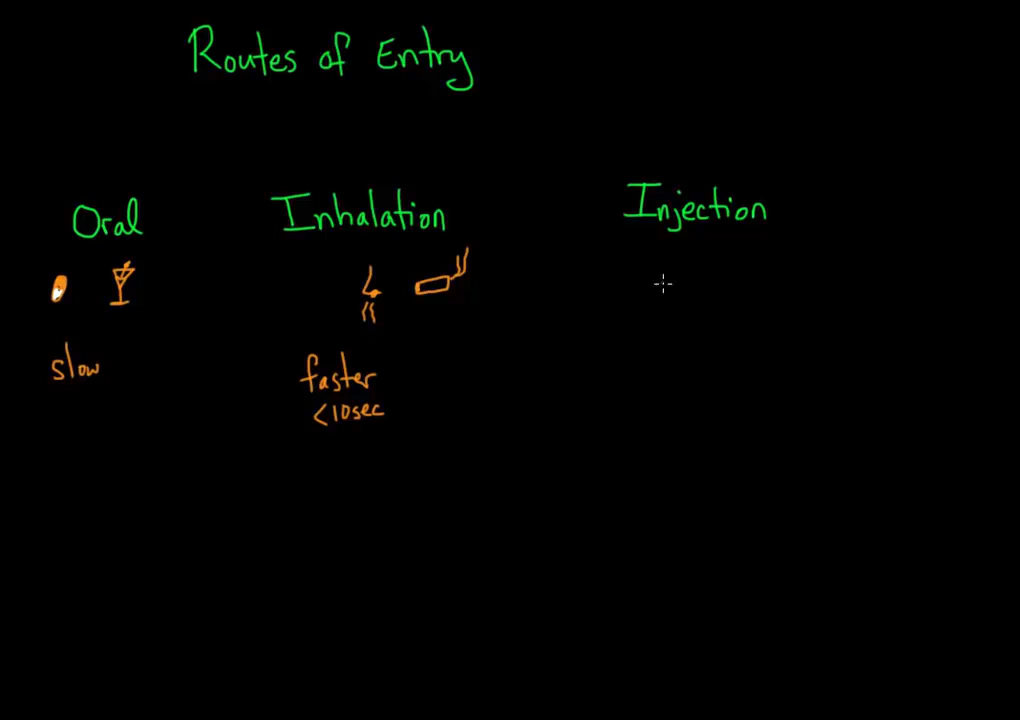 Routes of Entry
Oral
Inhalation
Injection
slow
faster
<10sec